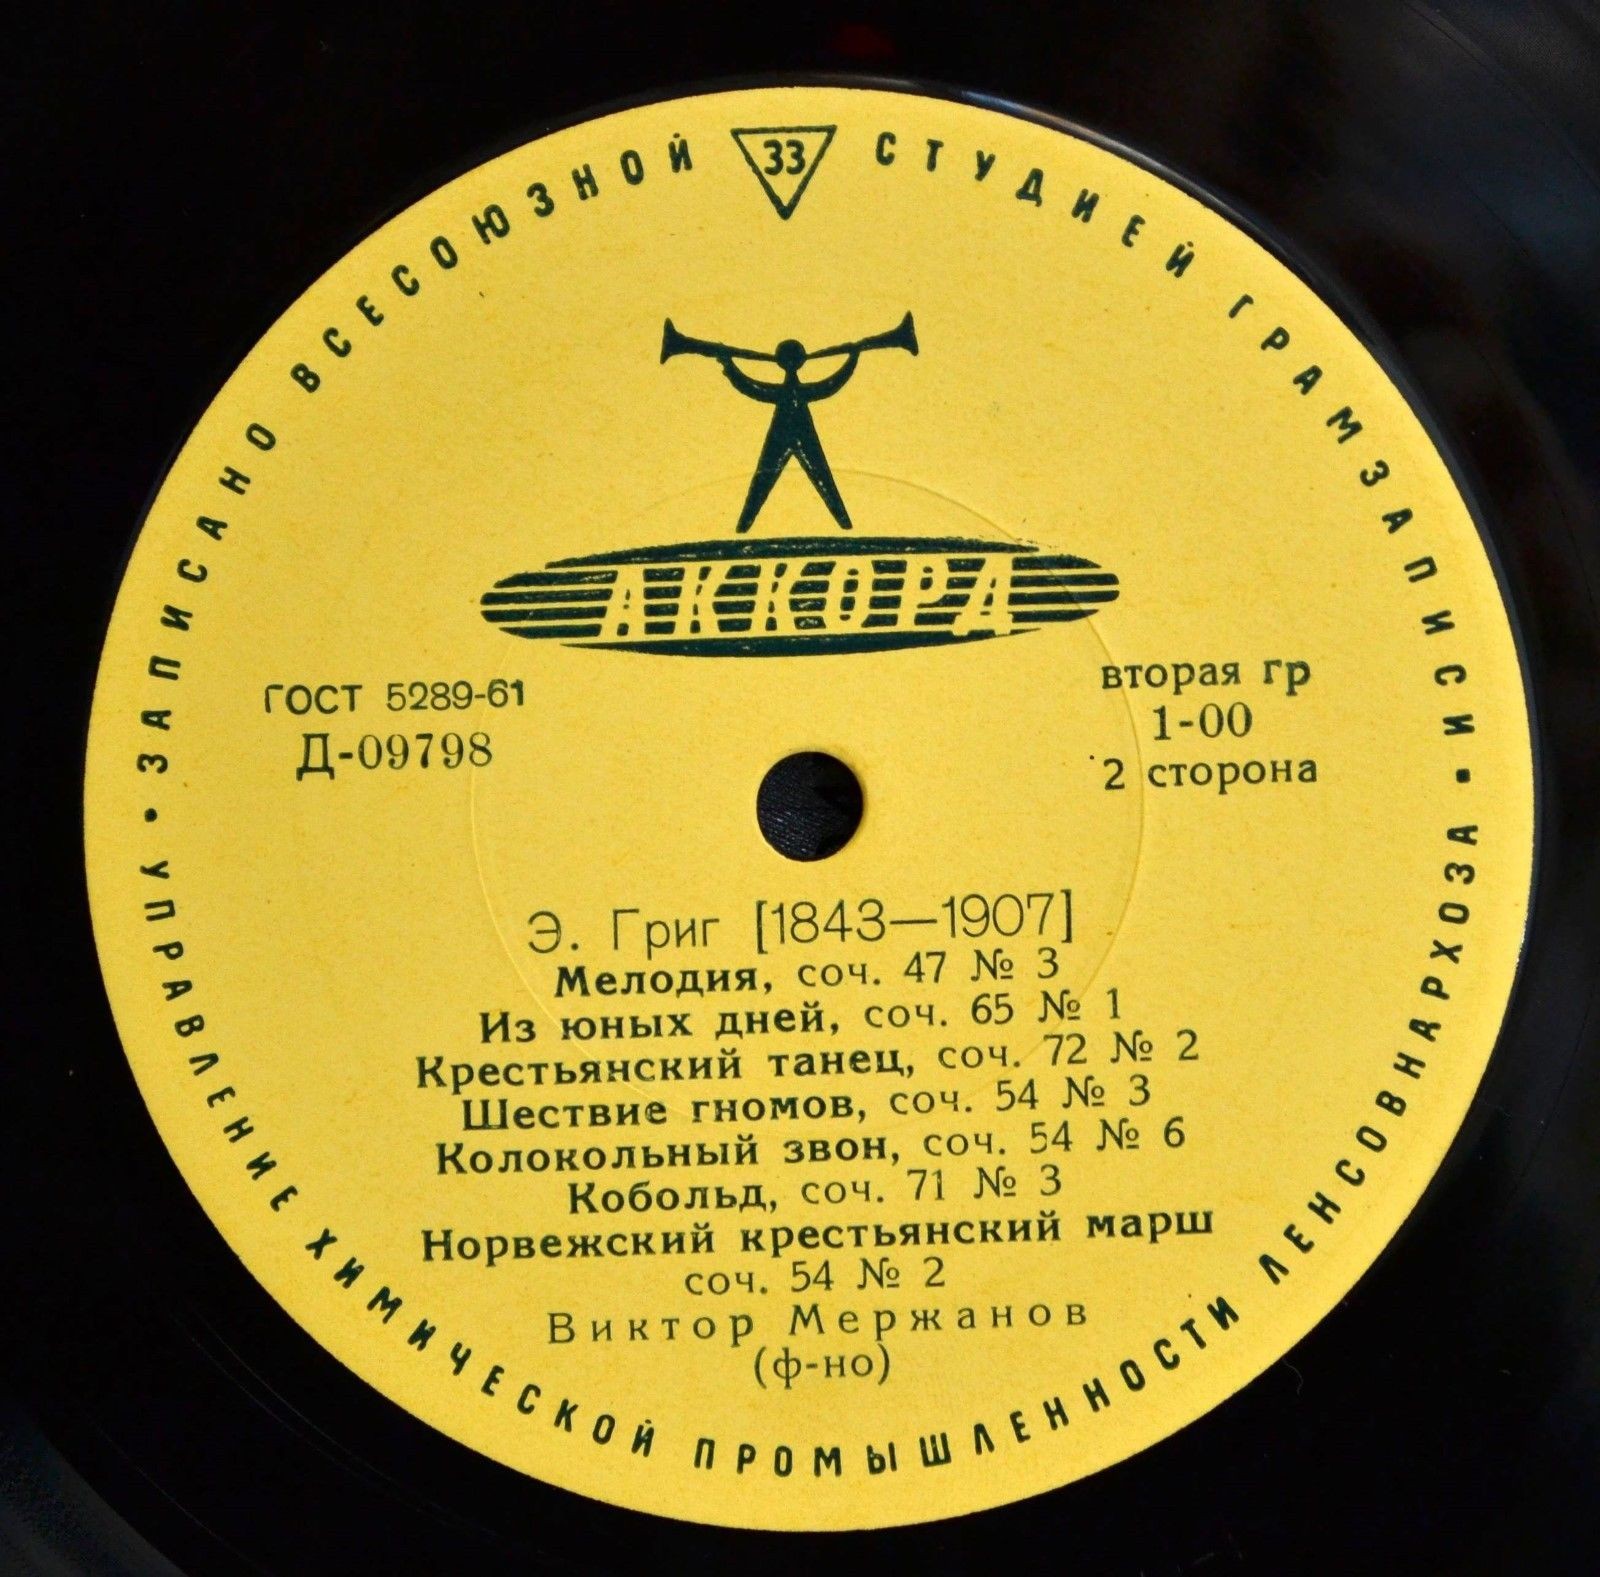 ЗАПИСАНО ВСЕСОЮЗНОЙ СТУДИЕЙ ГРАМЗАПИСИ
33
АККОРД
ГОСТ 5289-61
Д-09798
вторая гр
1-00
2 сторона
Э. Григ [1843—1907]
Мелодия, соч. 47 № 3
Из юных дней, соч. 65 № 1
Крестьянский танец, соч. 72 № 2
Шествие гномов, соч. 54 № 3
Колокольный звон, соч. 54 № 6
Кобольд, соч. 71 № 3
Норвежский крестьянский марш
соч. 54 № 2
Виктор Мержанов
(ф-но)
УПРАВЛЕНИЕ ХИМИЧЕСКОЙ ПРОМЫШЛЕННОСТИ ЛЕНСОВНАРХОЗА